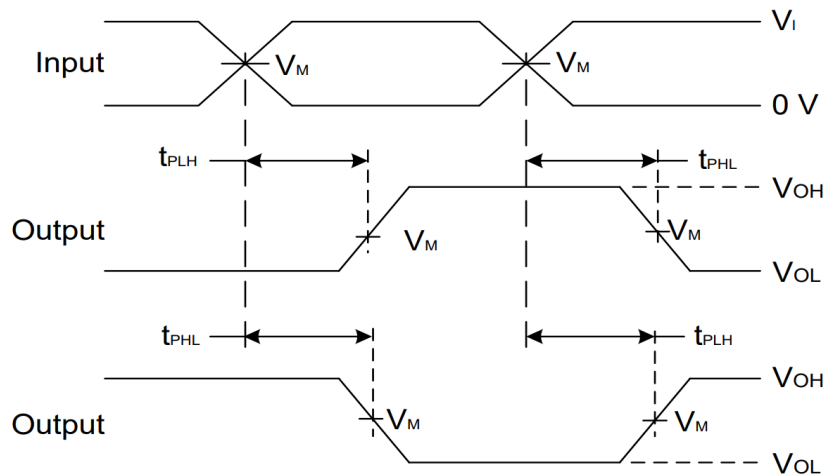 VI
Input
VM
VM
0 V
tPLH
tPHL
VOH
Output
VM
VM
VOL
tPHL
tPLH
VOH
Output
VM
VM
VOL